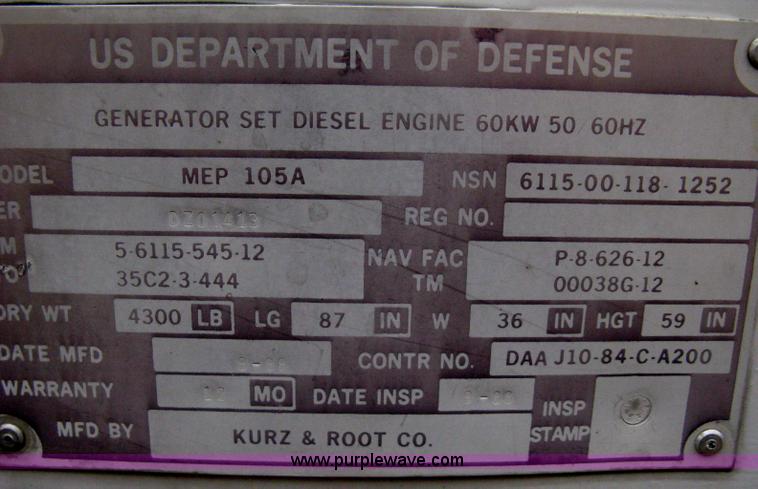 US DEPARTMENT OF DEFENSE
GENERATOR SET DIESEL ENGINE 60KW 50/60HZ
ODEL MEP 105A NSN 6115-00-118-1252
ER DZ01413 REG NO.
M 5-6115-545-12 NAV FAC P-8-626-12
O 35C2-3-444 TM 00038G-12
DRY WT 4300 LB LG 87 IN W 36 IN HGT 59 IN
DATE MFD CONTR NO. DAA J10-84-C-A200
WARRANTY MO DATE INSP INSP
MFD BY KURZ & ROOT CO. STAMP
www.purplewave.com